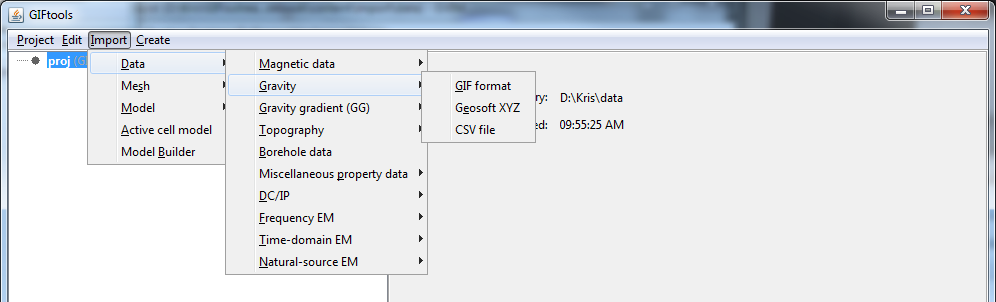 GIFtools
Project Edit Import Create
proj (G
Data
Mesh
Model
Active cell model
Model Builder
Magnetic data
Gravity
Gravity gradient (GG)
Topography
Borehole data
Miscellaneous property data
DC/IP
Frequency EM
Time-domain EM
Natural-source EM
GIF format
Geosoft XYZ
CSV file
ry: D:\Kris\data
ed: 09:55:25 AM